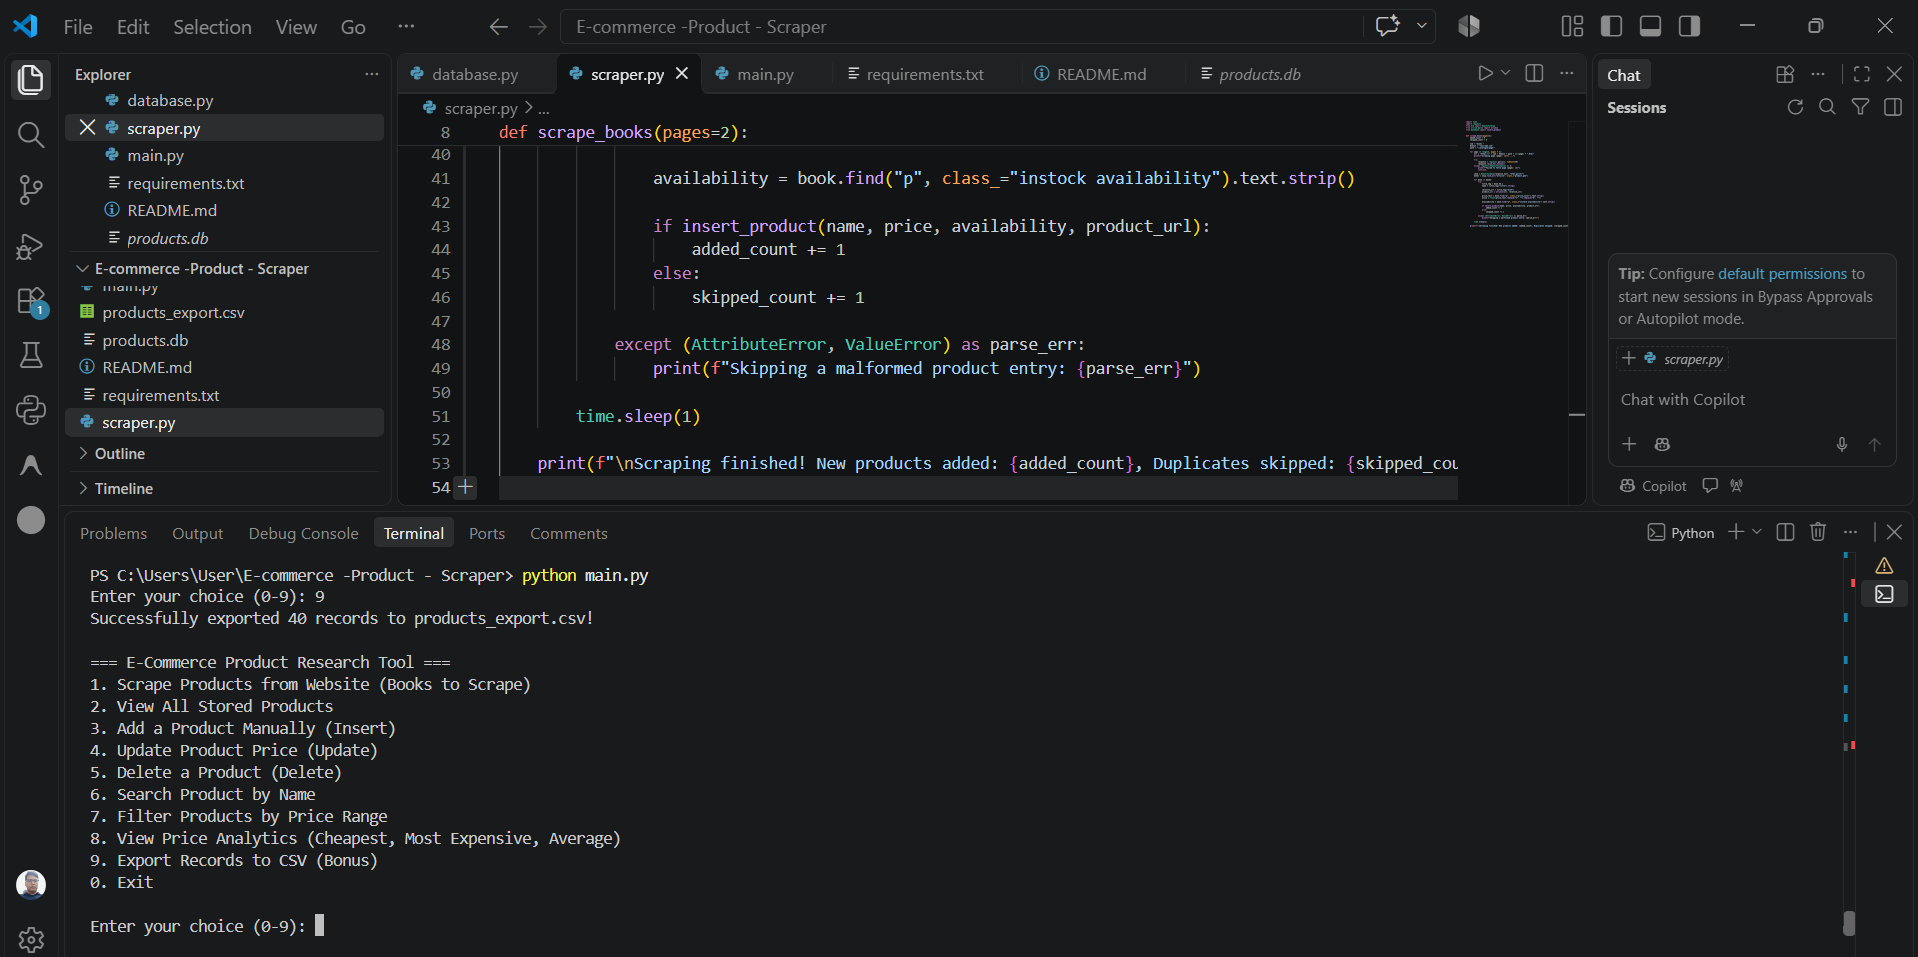 File Edit Selection View Go ··· E-commerce -Product - Scraper
Explorer ···
database.py
scraper.py
main.py
requirements.txt
README.md
products.db
E-commerce -Product - Scraper
main.py
products_export.csv
products.db
README.md
requirements.txt
scraper.py
Outline
Timeline
1
database.py scraper.py main.py requirements.txt README.md products.db ···
scraper.py > ...
8 def scrape_books(pages=2):
40
41 availability = book.find("p", class_="instock availability").text.strip()
42
43 if insert_product(name, price, availability, product_url):
44 added_count += 1
45 else:
46 skipped_count += 1
47
48 except (AttributeError, ValueError) as parse_err:
49 print(f"Skipping a malformed product entry: {parse_err}")
50
51 time.sleep(1)
52
53 print(f"\nScraping finished! New products added: {added_count}, Duplicates skipped: {skipped_cou
54
Chat
Sessions
Tip: Configure default permissions to
start new sessions in Bypass Approvals
or Autopilot mode.
scraper.py
Chat with Copilot
Copilot
Problems Output Debug Console Terminal Ports Comments Python
PS C:\Users\User\E-commerce -Product - Scraper> python main.py
Enter your choice (0-9): 9
Successfully exported 40 records to products_export.csv!
=== E-Commerce Product Research Tool ===
1. Scrape Products from Website (Books to Scrape)
2. View All Stored Products
3. Add a Product Manually (Insert)
4. Update Product Price (Update)
5. Delete a Product (Delete)
6. Search Product by Name
7. Filter Products by Price Range
8. View Price Analytics (Cheapest, Most Expensive, Average)
9. Export Records to CSV (Bonus)
0. Exit
Enter your choice (0-9):